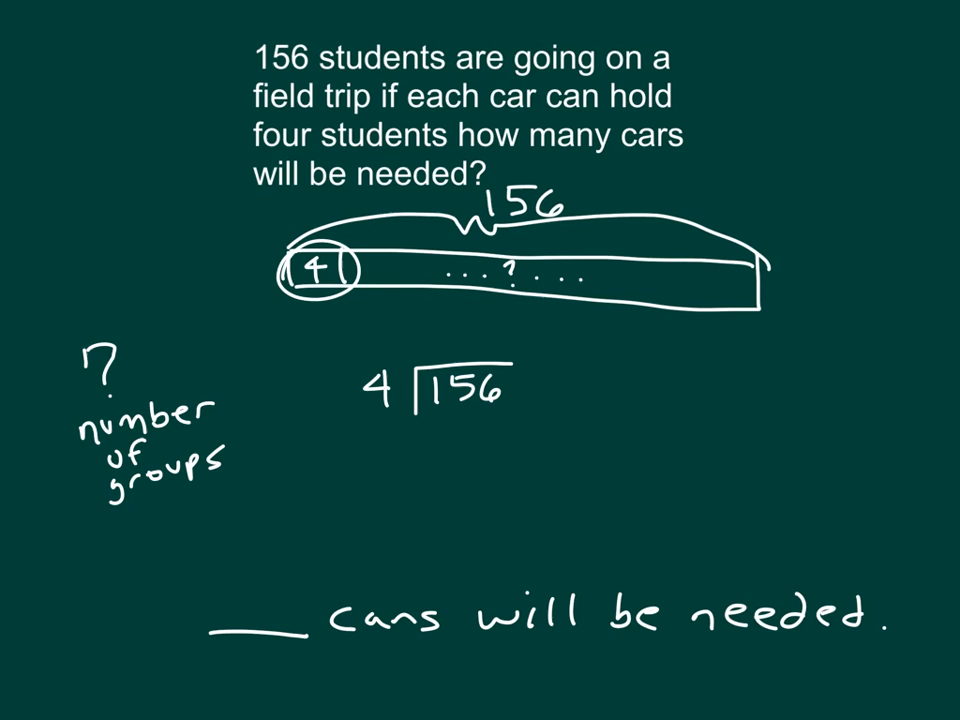 156 students are going on a
field trip if each car can hold
four students how many cars
will be needed?
156
4 ...?...
?
number
of
groups
4 156
___ cars will be needed.